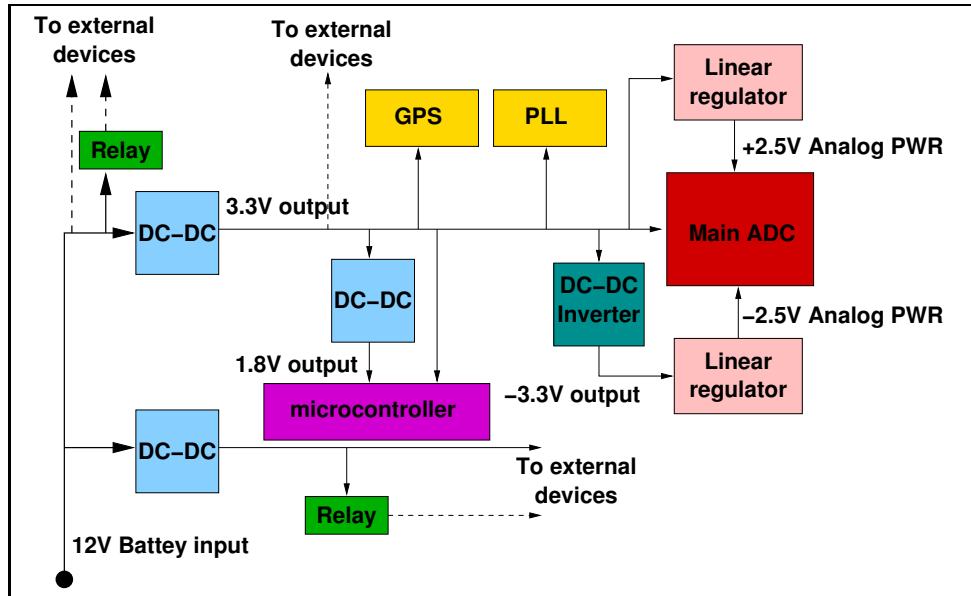 To external
devices
To external
devices
Linear
regulator
GPS
PLL
Relay
+2.5V Analog PWR
3.3V output
DC−DC
Main ADC
DC−DC
DC−DC
Inverter
−2.5V Analog PWR
1.8V output
Linear
regulator
−3.3V output
microcontroller
DC−DC
To external
devices
Relay
12V Battey input